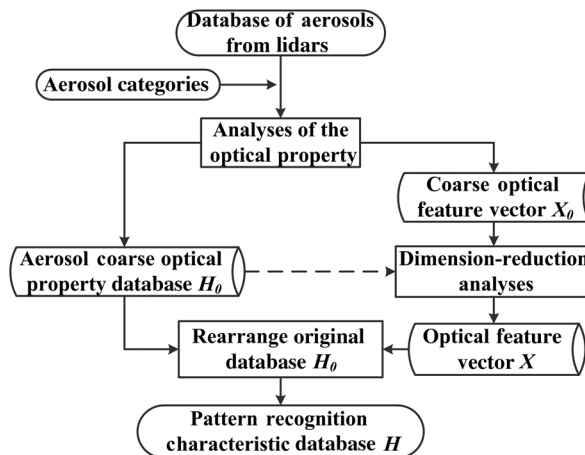 Database of aerosols
from lidars
Aerosol categories
Analyses of the
optical property
Coarse optical
feature vector X₀
Aerosol coarse optical
property database H₀
Dimension-reduction
analyses
Rearrange original
database H₀
Optical feature
vector X
Pattern recognition
characteristic database H